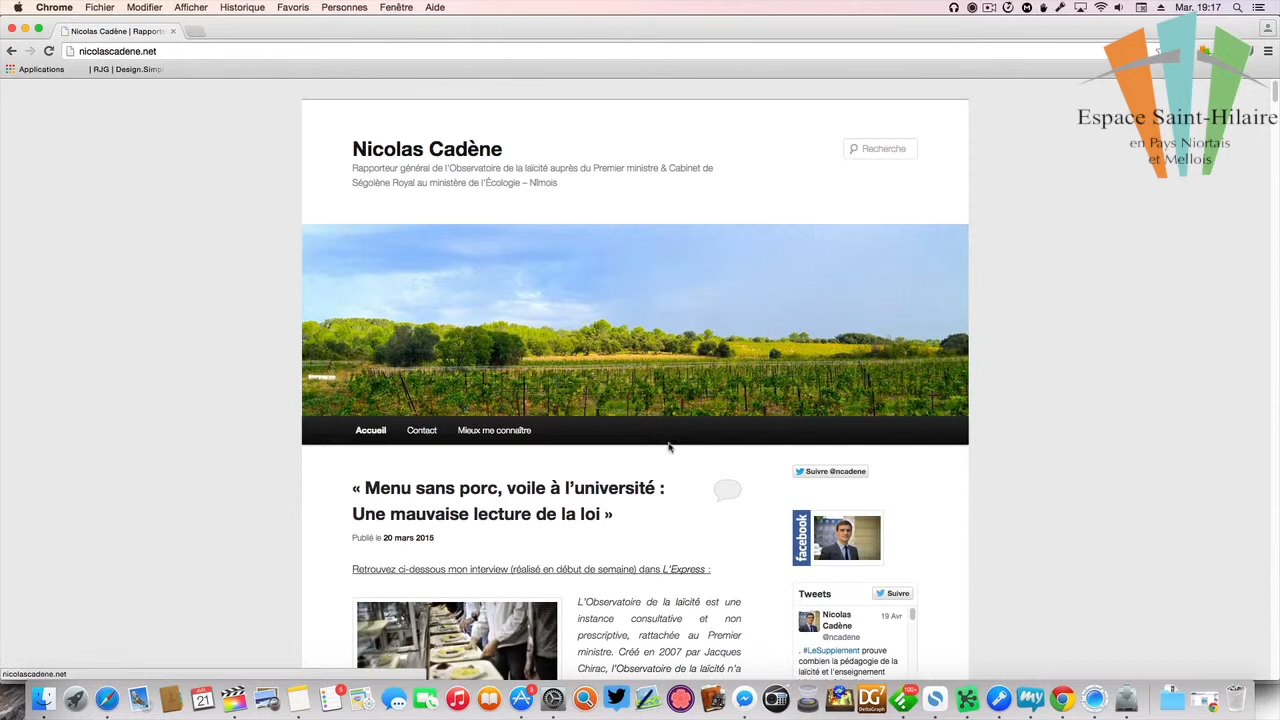 Chrome Fichier Modifier Afficher Historique Favoris Personnes Fenêtre Aide Mar. 19:17
Nicolas Cadène | Rapporte
nicolascadene.net
Applications | RJG | Design.Simpl
Espace Saint-Hilaire
en Pays Niortais
et Mellois
Nicolas Cadène
Recherche
Rapporteur général de l'Observatoire de la laïcité auprès du Premier ministre & Cabinet de
Ségolène Royal au ministère de l'Écologie – Nîmois
Accueil Contact Mieux me connaître
Suivre @ncadene
« Menu sans porc, voile à l'université :
Une mauvaise lecture de la loi »
Publié le 20 mars 2015
facebook
Retrouvez ci-dessous mon interview (réalisé en début de semaine) dans L'Express :
L'Observatoire de la laïcité est une
instance consultative et non
prescriptive, rattachée au Premier
ministre. Créé en 2007 par Jacques
Chirac, l'Observatoire de la laïcité n'a
Tweets Suivre
Nicolas
Cadène
19 Avr
@ncadene
. #LeSupplement prouve
combien la pédagogie de la
laïcité et l'enseignement
nicolascadene.net